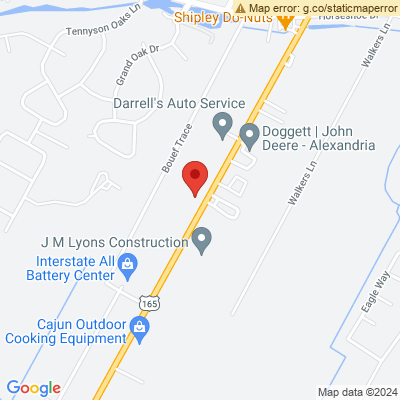 Tennyson Oaks Ln
Shipley Do-Nuts
Horseshoe Dr
Map error: g.co/staticmaperror
Grand Oak Dr
Walkers Ln
Darrell's Auto Service
Bouef Trace
Doggett | John
Deere - Alexandria
Walkers Ln
J M Lyons Construction
Interstate All
Battery Center
165
Eagle Way
Cajun Outdoor
Cooking Equipment
Google
Map data ©2024